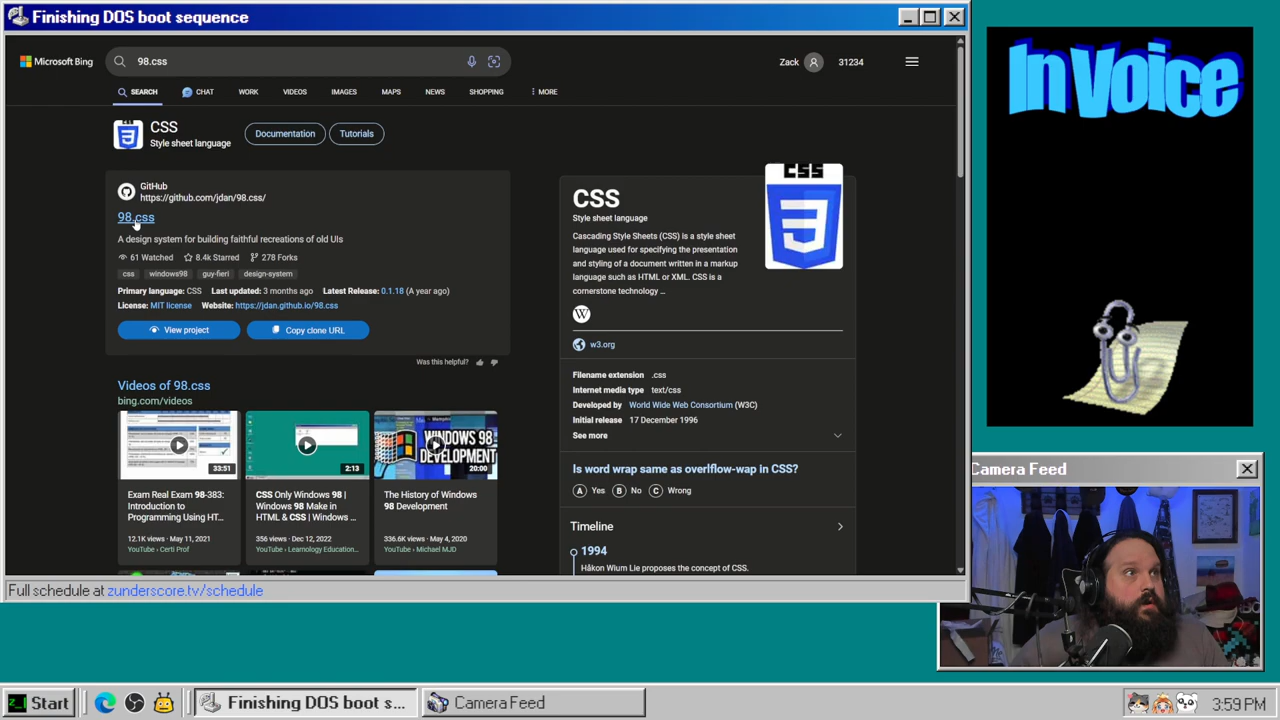 Finishing DOS boot sequence
Microsoft Bing
98.css
Zack
31234
SEARCH
CHAT
WORK
VIDEOS
IMAGES
MAPS
NEWS
SHOPPING
MORE
CSS
Style sheet language
Documentation
Tutorials
GitHub
https://github.com/jdan/98.css/
98.css
A design system for building faithful recreations of old UIs
61 Watched
8.4k Starred
278 Forks
css
windows98
guy-fieri
design-system
Primary language: CSS Last updated: 3 months ago Latest Release: 0.1.18 (A year ago)
License: MIT license Website: https://jdan.github.io/98.css
View project
Copy clone URL
Was this helpful?
Videos of 98.css
bing.com/videos
33:51
2:13
WINDOWS 98
DEVELOPMENT
20:00
Exam Real Exam 98-383:
Introduction to
Programming Using HT...
12.1K views · May 11, 2021
YouTube › Certi Prof
CSS Only Windows 98 |
Windows 98 Make in
HTML & CSS | Windows ...
356 views · Dec 12, 2022
YouTube › Learnology Education...
The History of Windows
98 Development
336.6K views · May 4, 2020
YouTube › Michael MJD
CSS
CSS
Style sheet language
Cascading Style Sheets (CSS) is a style sheet
language used for specifying the presentation
and styling of a document written in a markup
language such as HTML or XML. CSS is a
cornerstone technology ...
W
w3.org
Filename extension .css
Internet media type text/css
Developed by World Wide Web Consortium (W3C)
Initial release 17 December 1996
See more
Is word wrap same as overlflow-wap in CSS?
A Yes B No C Wrong
Timeline
1994
Håkon Wium Lie proposes the concept of CSS.
Full schedule at zunderscore.tv/schedule
InVoice
Camera Feed
Start
Finishing DOS boot s...
Camera Feed
3:59 PM